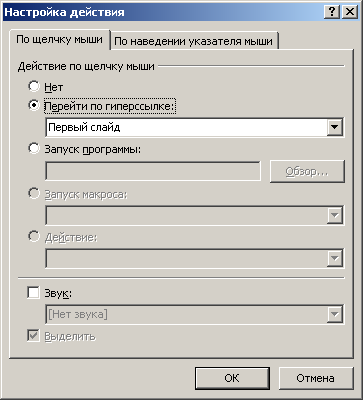 Настройка действия
По щелчку мыши По наведении указателя мыши
Действие по щелчку мыши
Нет
Перейти по гиперссылке:
Первый слайд
Запуск программы:
Обзор...
Запуск макроса:
Действие:
Звук:
[Нет звука]
Выделить
ОК Отмена